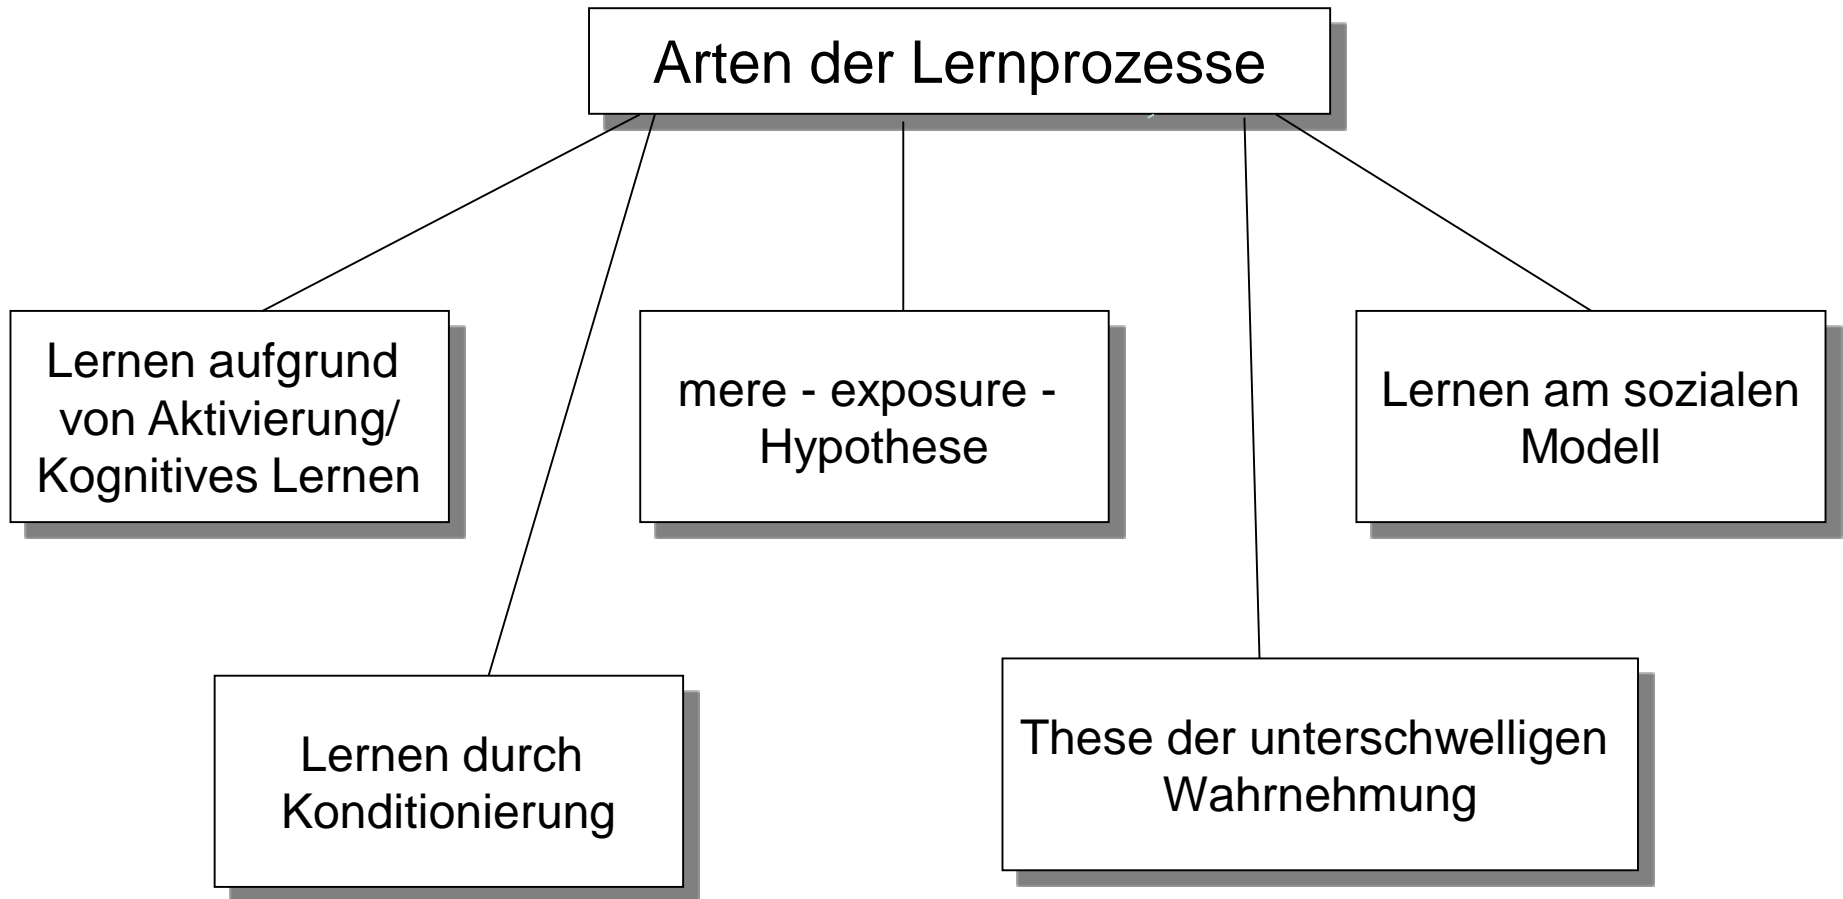 Arten der Lernprozesse
Lernen aufgrund
von Aktivierung/
Kognitives Lernen
mere - exposure -
Hypothese
Lernen am sozialen
Modell
Lernen durch
Konditionierung
These der unterschwelligen
Wahrnehmung